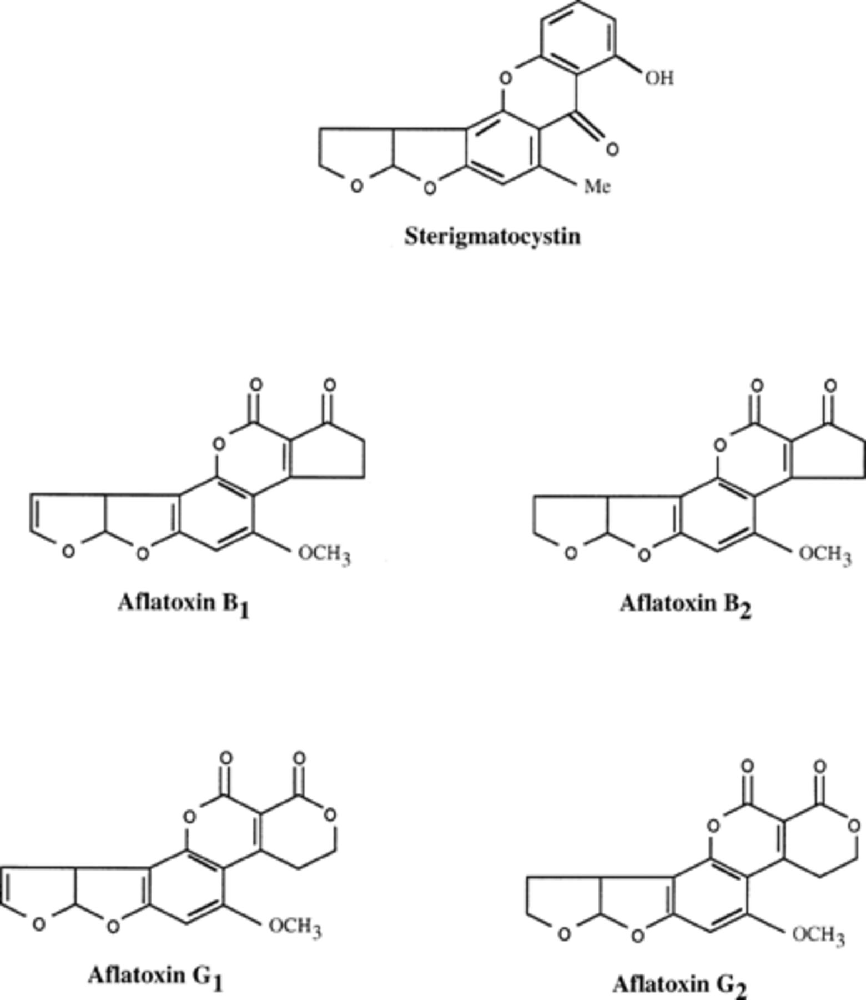 O
OH
O
O
O
Me
Sterigmatocystin
O O
O
O
O
OCH3
Aflatoxin B1
O O
O
O
O
OCH3
Aflatoxin B2
O O
O
O
O
O
OCH3
Aflatoxin G1
O O
O
O
O
O
OCH3
Aflatoxin G2